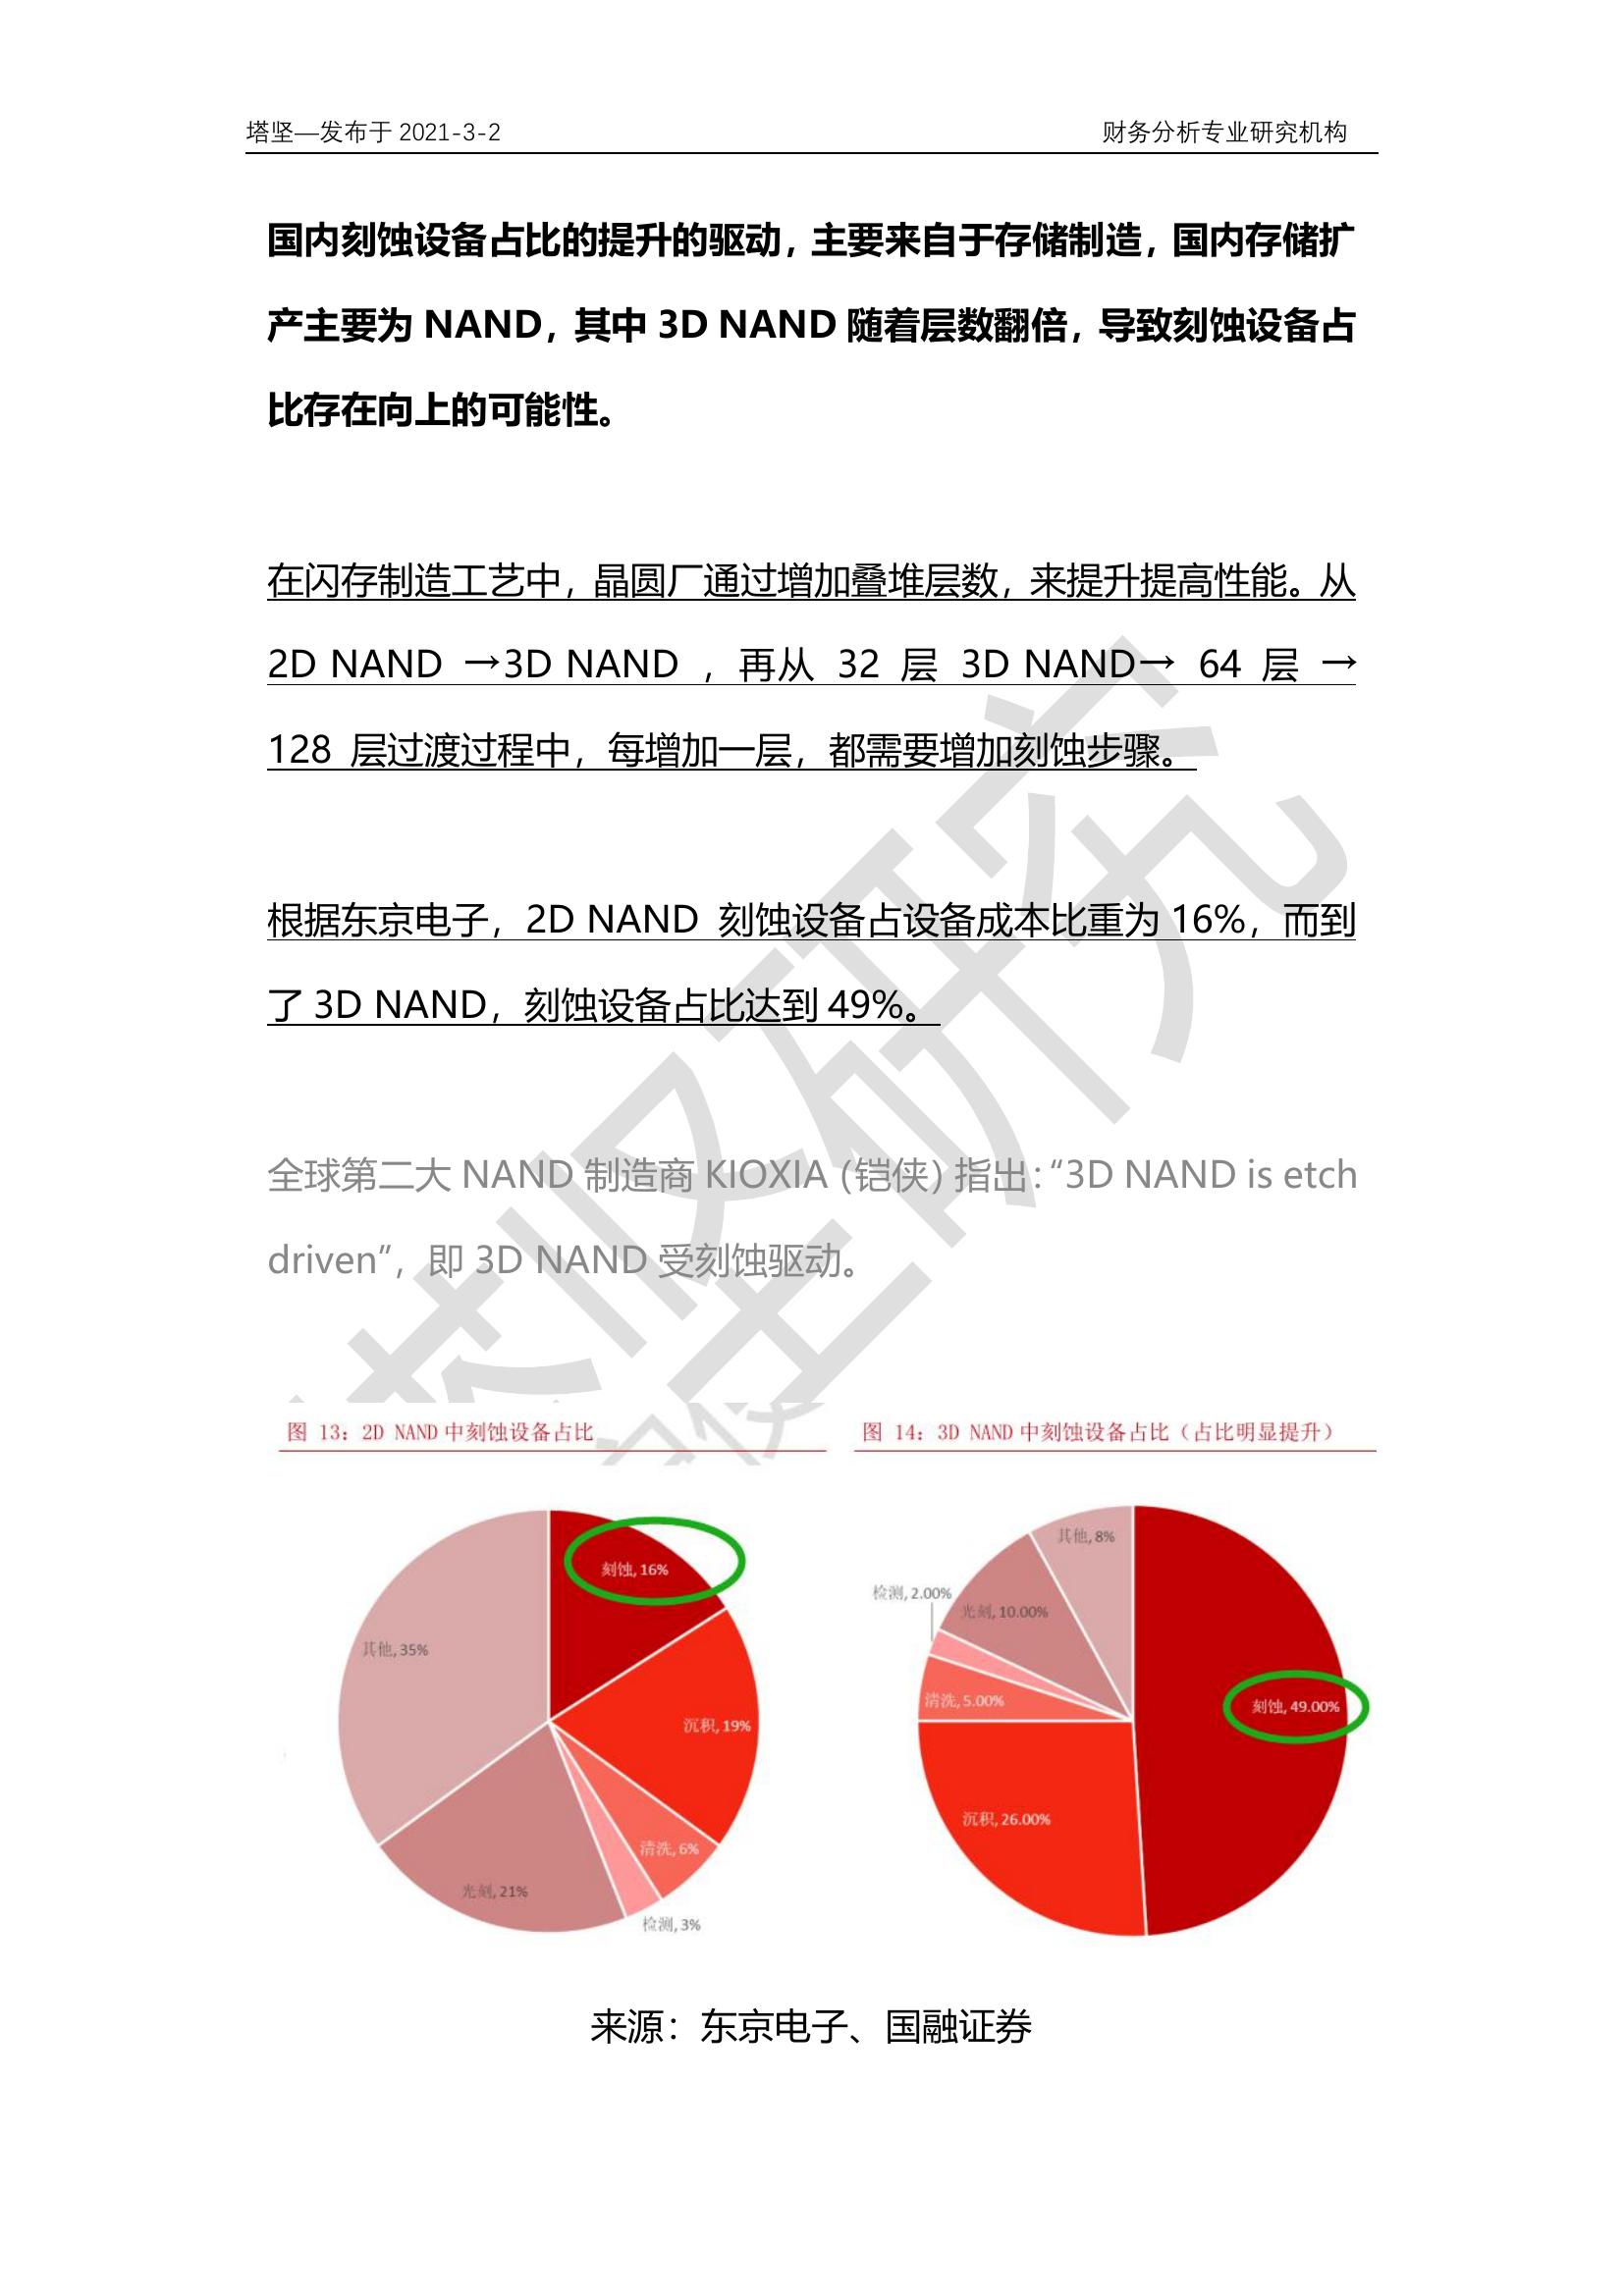 塔坚—发布于 2021-3-2 财务分析专业研究机构
国内刻蚀设备占比的提升的驱动，主要来自于存储制造，国内存储扩
产主要为 NAND，其中 3D NAND 随着层数翻倍，导致刻蚀设备占
比存在向上的可能性。
在闪存制造工艺中，晶圆厂通过增加叠堆层数，来提升提高性能。从
2D NAND →3D NAND ，再从 32 层 3D NAND→ 64 层 →
128 层过渡过程中，每增加一层，都需要增加刻蚀步骤。
根据东京电子，2D NAND 刻蚀设备占设备成本比重为 16%，而到
了 3D NAND，刻蚀设备占比达到 49%。
全球第二大 NAND 制造商 KIOXIA（铠侠）指出：“3D NAND is etch
driven”，即 3D NAND 受刻蚀驱动。
图 13：2D NAND 中刻蚀设备占比
刻蚀, 16%
其他, 35%
沉积, 19%
清洗, 6%
光刻, 21%
检测, 3%
图 14：3D NAND 中刻蚀设备占比（占比明显提升）
其他, 8%
检测, 2.00%
光刻, 10.00%
清洗, 5.00%
刻蚀, 49.00%
沉积, 26.00%
来源：东京电子、国融证券
坚研究